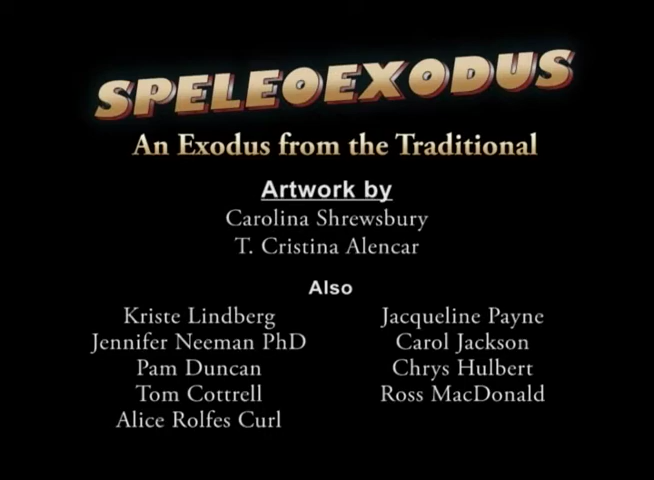 SPELEOEXODUS
An Exodus from the Traditional
Artwork by
Carolina Shrewsbury
T. Cristina Alencar
Also
Kriste Lindberg
Jennifer Neeman PhD
Pam Duncan
Tom Cottrell
Alice Rolfes Curl
Jacqueline Payne
Carol Jackson
Chrys Hulbert
Ross MacDonald